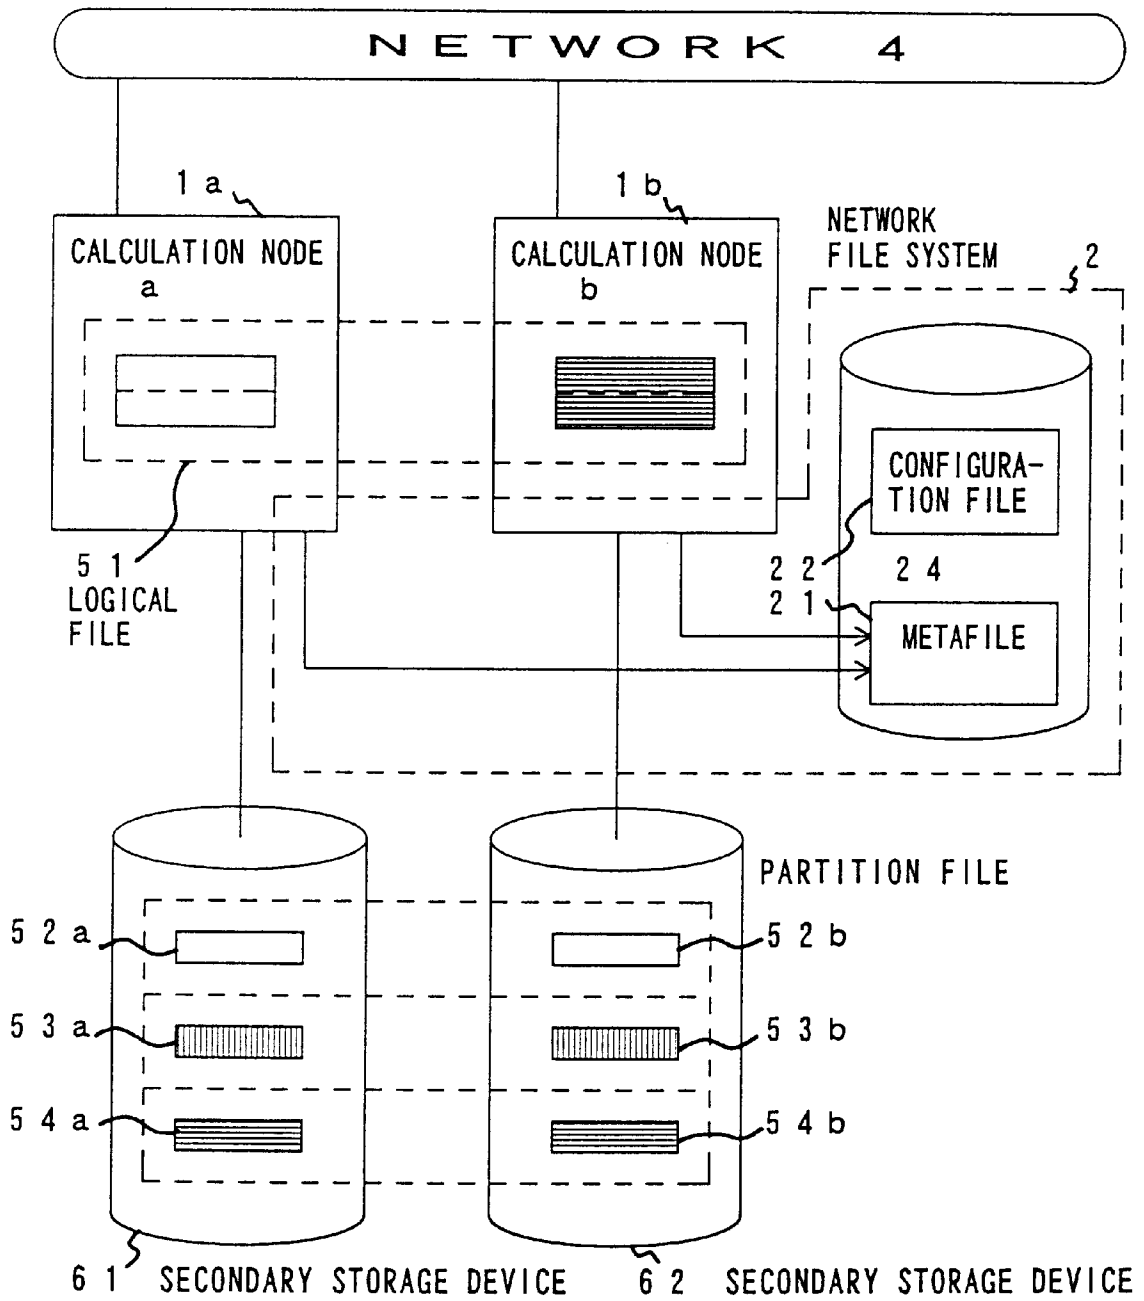 NETWORK 4
1a
1b
CALCULATION NODE
a
CALCULATION NODE
b
NETWORK
FILE SYSTEM
2
CONFIGURA-
TION FILE
22
24
21
METAFILE
51
LOGICAL
FILE
PARTITION FILE
52a
52b
53a
53b
54a
54b
61 SECONDARY STORAGE DEVICE
62 SECONDARY STORAGE DEVICE